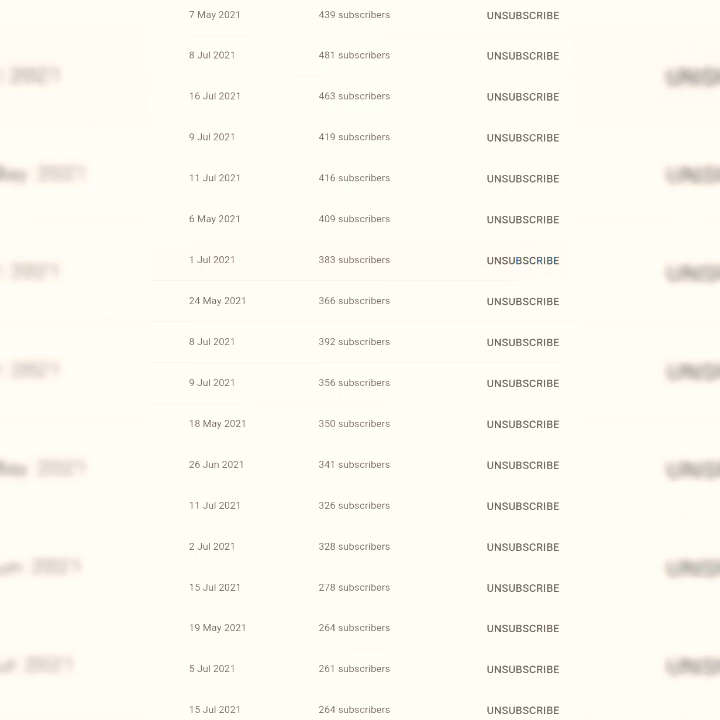 7 May 2021 439 subscribers UNSUBSCRIBE
8 Jul 2021 481 subscribers UNSUBSCRIBE
16 Jul 2021 463 subscribers UNSUBSCRIBE
9 Jul 2021 419 subscribers UNSUBSCRIBE
11 Jul 2021 416 subscribers UNSUBSCRIBE
6 May 2021 409 subscribers UNSUBSCRIBE
1 Jul 2021 383 subscribers UNSUBSCRIBE
24 May 2021 366 subscribers UNSUBSCRIBE
8 Jul 2021 392 subscribers UNSUBSCRIBE
9 Jul 2021 356 subscribers UNSUBSCRIBE
18 May 2021 350 subscribers UNSUBSCRIBE
26 Jun 2021 341 subscribers UNSUBSCRIBE
11 Jul 2021 326 subscribers UNSUBSCRIBE
2 Jul 2021 328 subscribers UNSUBSCRIBE
15 Jul 2021 278 subscribers UNSUBSCRIBE
19 May 2021 264 subscribers UNSUBSCRIBE
5 Jul 2021 261 subscribers UNSUBSCRIBE
15 Jul 2021 264 subscribers UNSUBSCRIBE